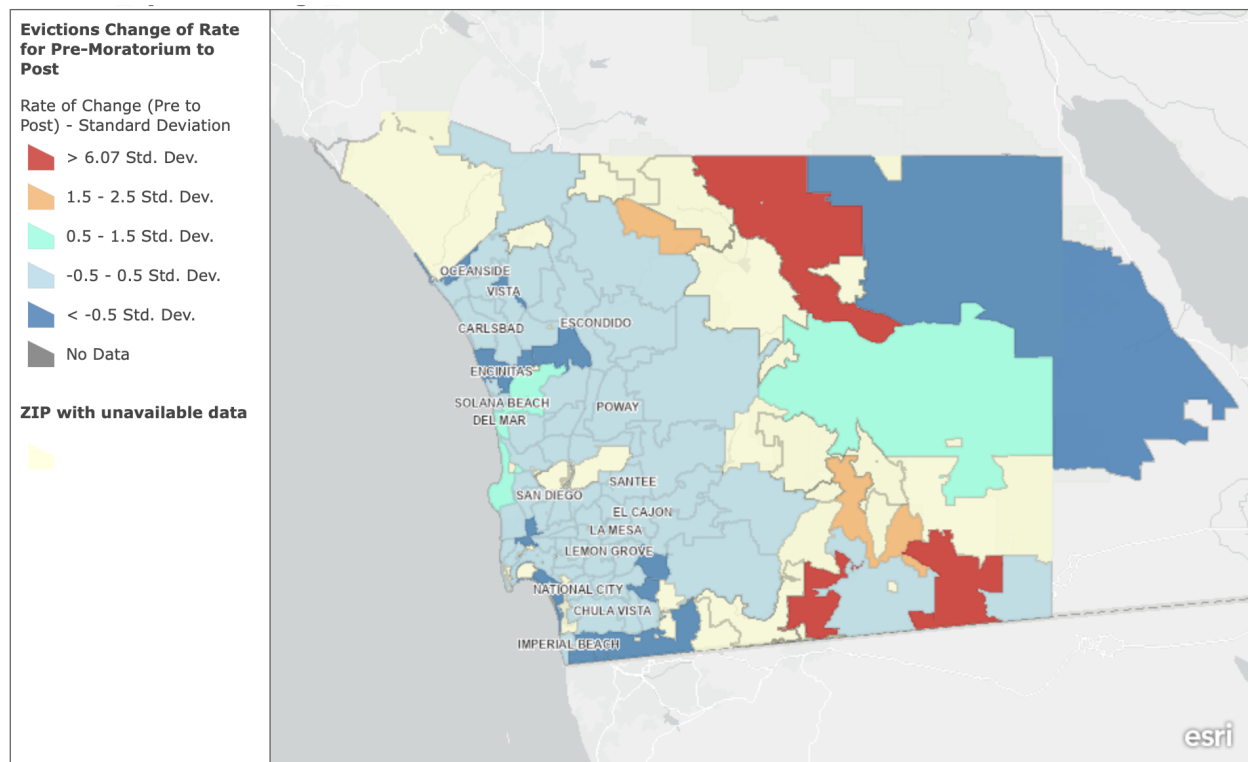 Evictions Change of Rate
for Pre-Moratorium to
Post
Rate of Change (Pre to
Post) - Standard Deviation
> 6.07 Std. Dev.
1.5 - 2.5 Std. Dev.
0.5 - 1.5 Std. Dev.
-0.5 - 0.5 Std. Dev.
< -0.5 Std. Dev.
No Data
ZIP with unavailable data
OCEANSIDE
VISTA
CARLSBAD
ESCONDIDO
ENCINITAS
SOLANA BEACH
POWAY
DEL MAR
SANTEE
SAN DIEGO
EL CAJON
LA MESA
LEMON GROVE
NATIONAL CITY
CHULA VISTA
IMPERIAL BEACH
esri